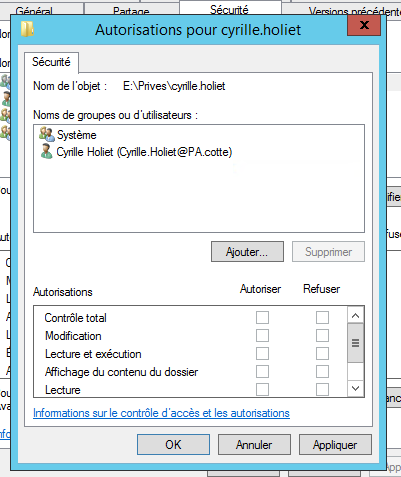 Général Partage Sécurité Versions précédente
Autorisations pour cyrille.holiet
x
Sécurité
Nom de l'objet : E:\Prives\cyrille.holiet
Noms de groupes ou d'utilisateurs :
Système
Cyrille Holiet (Cyrille.Holiet@PA.cotte)
Ajouter... Supprimer
Autorisations Autoriser Refuser
Contrôle total
Modification
Lecture et exécution
Affichage du contenu du dossier
Lecture
Informations sur le contrôle d'accès et les autorisations
OK Annuler Appliquer